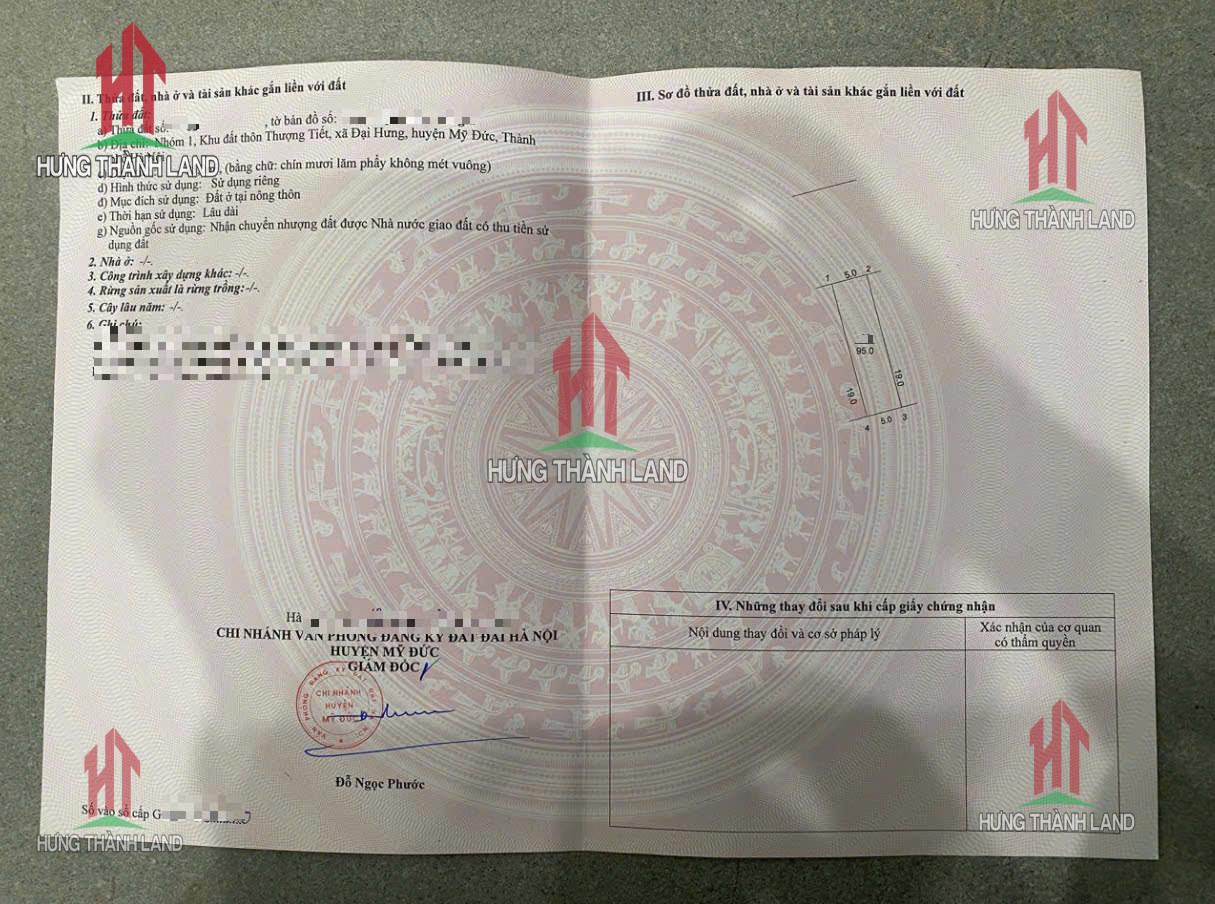 II. Thửa đất, nhà ở và tài sản khác gắn liền với đất
1. Thửa đất:
a) Thửa đất số: , tờ bản đồ số:
b) Địa chỉ: Nhóm 1, Khu đất thôn Thượng Tiết, xã Đại Hưng, huyện Mỹ Đức, Thành
(bằng chữ: chín mươi lăm phẩy không mét vuông)
d) Hình thức sử dụng: Sử dụng riêng
đ) Mục đích sử dụng: Đất ở tại nông thôn
e) Thời hạn sử dụng: Lâu dài
g) Nguồn gốc sử dụng: Nhận chuyển nhượng đất được Nhà nước giao đất có thu tiền sử
dụng đất
2. Nhà ở: -/-.
3. Công trình xây dựng khác: -/-.
4. Rừng sản xuất là rừng trồng: -/-.
5. Cây lâu năm: -/-.
6. Ghi chú:
Hà
CHI NHÁNH VĂN PHÒNG ĐĂNG KÝ ĐẤT ĐAI HÀ NỘI
HUYỆN MỸ ĐỨC
GIÁM ĐỐC
VĂN PHÒNG ĐĂNG KÝ ĐẤT ĐAI HÀ NỘI
CHI NHÁNH
HUYỆN
MỸ ĐỨC
Đỗ Ngọc Phước
Số vào sổ cấp G
III. Sơ đồ thửa đất, nhà ở và tài sản khác gắn liền với đất
1 5.0 2
95.0
19.0 19.0
4 5.0 3
IV. Những thay đổi sau khi cấp giấy chứng nhận
Nội dung thay đổi và cơ sở pháp lý
Xác nhận của cơ quan
có thẩm quyền
HƯNG THÀNH LAND
HƯNG THÀNH LAND
HƯNG THÀNH LAND
HƯNG THÀNH LAND
HƯNG THÀNH LAND